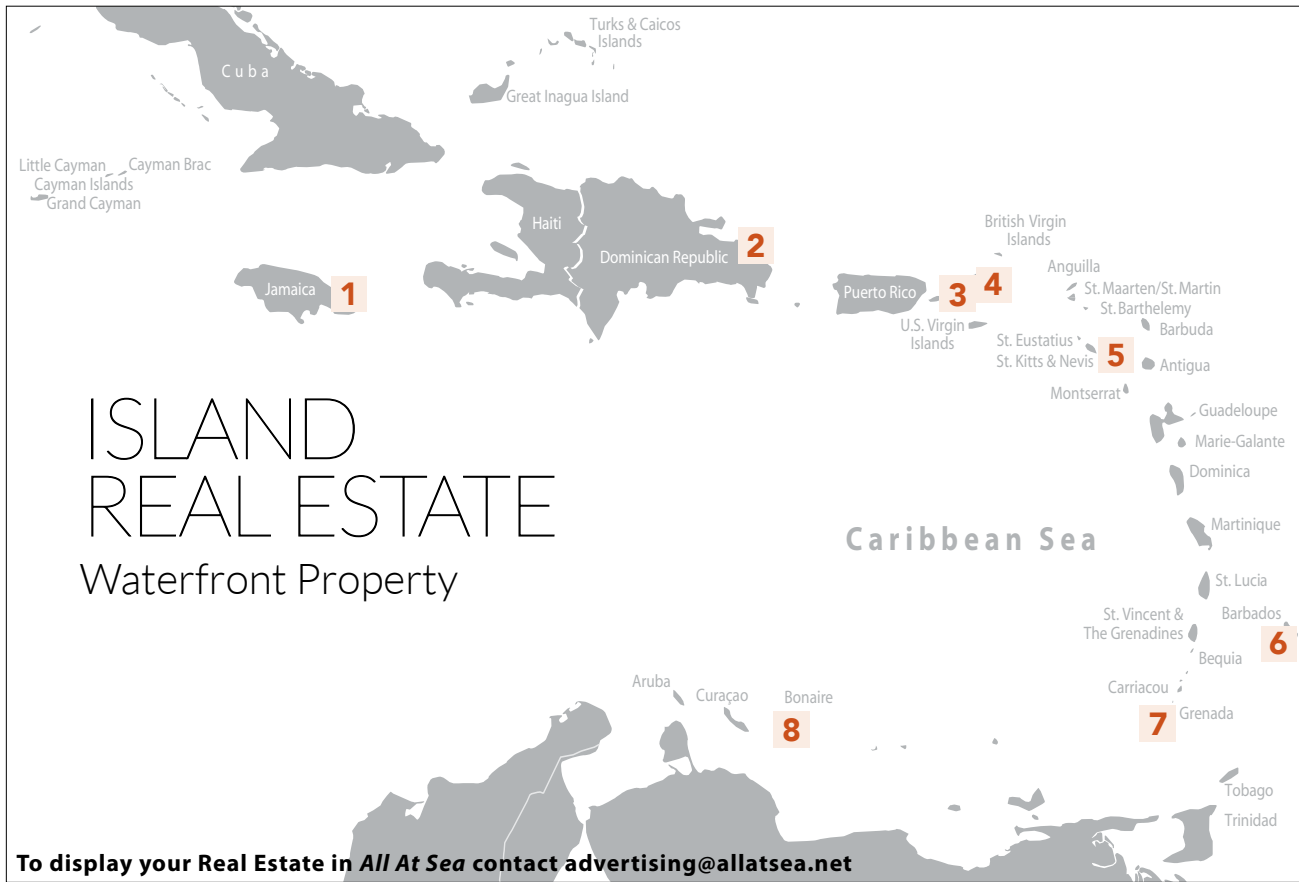 Turks & Caicos
Islands
Cuba
Great Inagua Island
Little Cayman
Cayman Brac
Cayman Islands
Grand Cayman
Haiti
Dominican Republic
2
Jamaica
1
Puerto Rico
3
4
British Virgin
Islands
Anguilla
St. Maarten/St. Martin
St. Barthelemy
Barbuda
U.S. Virgin
Islands
St. Eustatius
St. Kitts & Nevis
5
Antigua
Montserrat
Guadeloupe
Marie-Galante
Dominica
ISLAND
REAL ESTATE
Waterfront Property
Caribbean Sea
Martinique
St. Lucia
St. Vincent &
The Grenadines
Barbados
6
Bequia
Carriacou
7
Grenada
Aruba
Curaçao
Bonaire
8
Tobago
Trinidad
To display your Real Estate in All At Sea contact advertising@allatsea.net